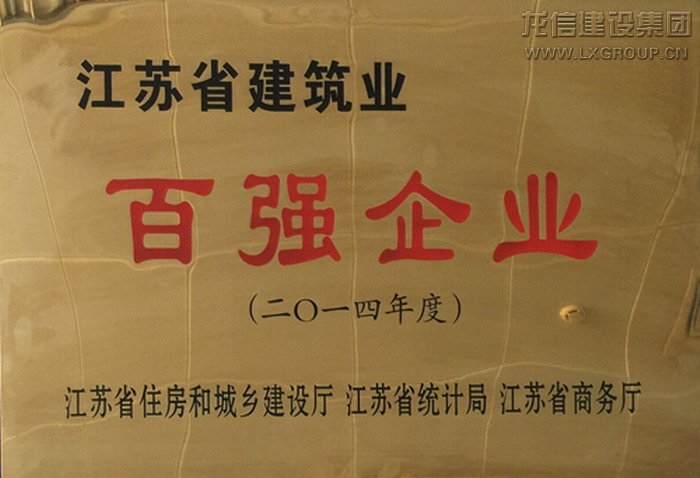 龙信建设集团
WWW.LXGROUP.CN
江苏省建筑业
百强企业
(二〇一四年度)
江苏省住房和城乡建设厅 江苏省统计局 江苏省商务厅